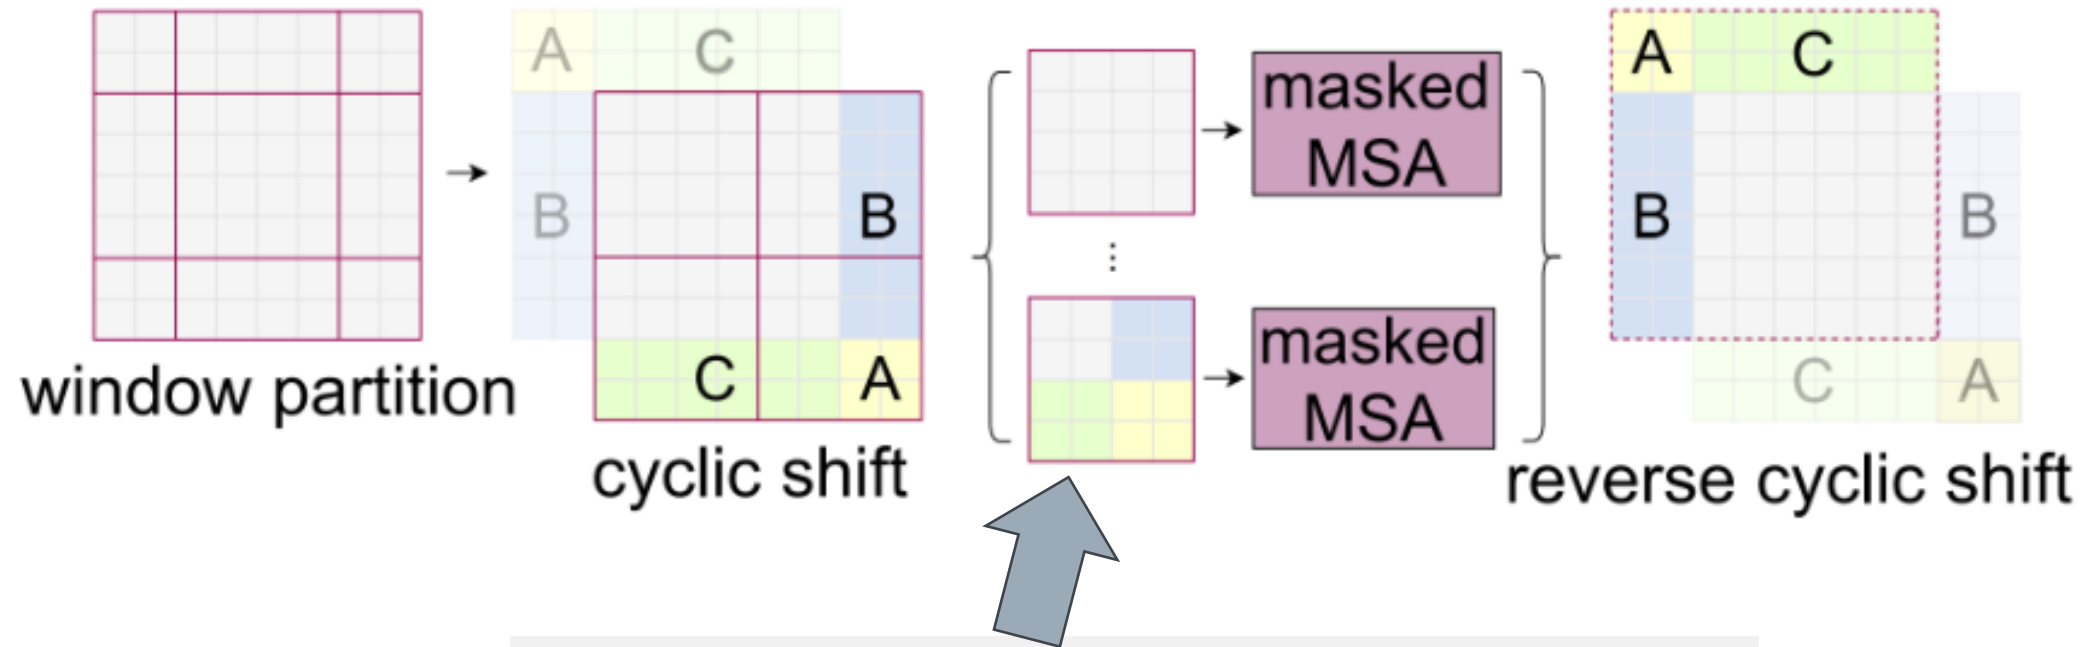 A
C
B
B
C
A
window partition
cyclic shift
masked
MSA
...
masked
MSA
A
C
B
B
C
A
reverse cyclic shift